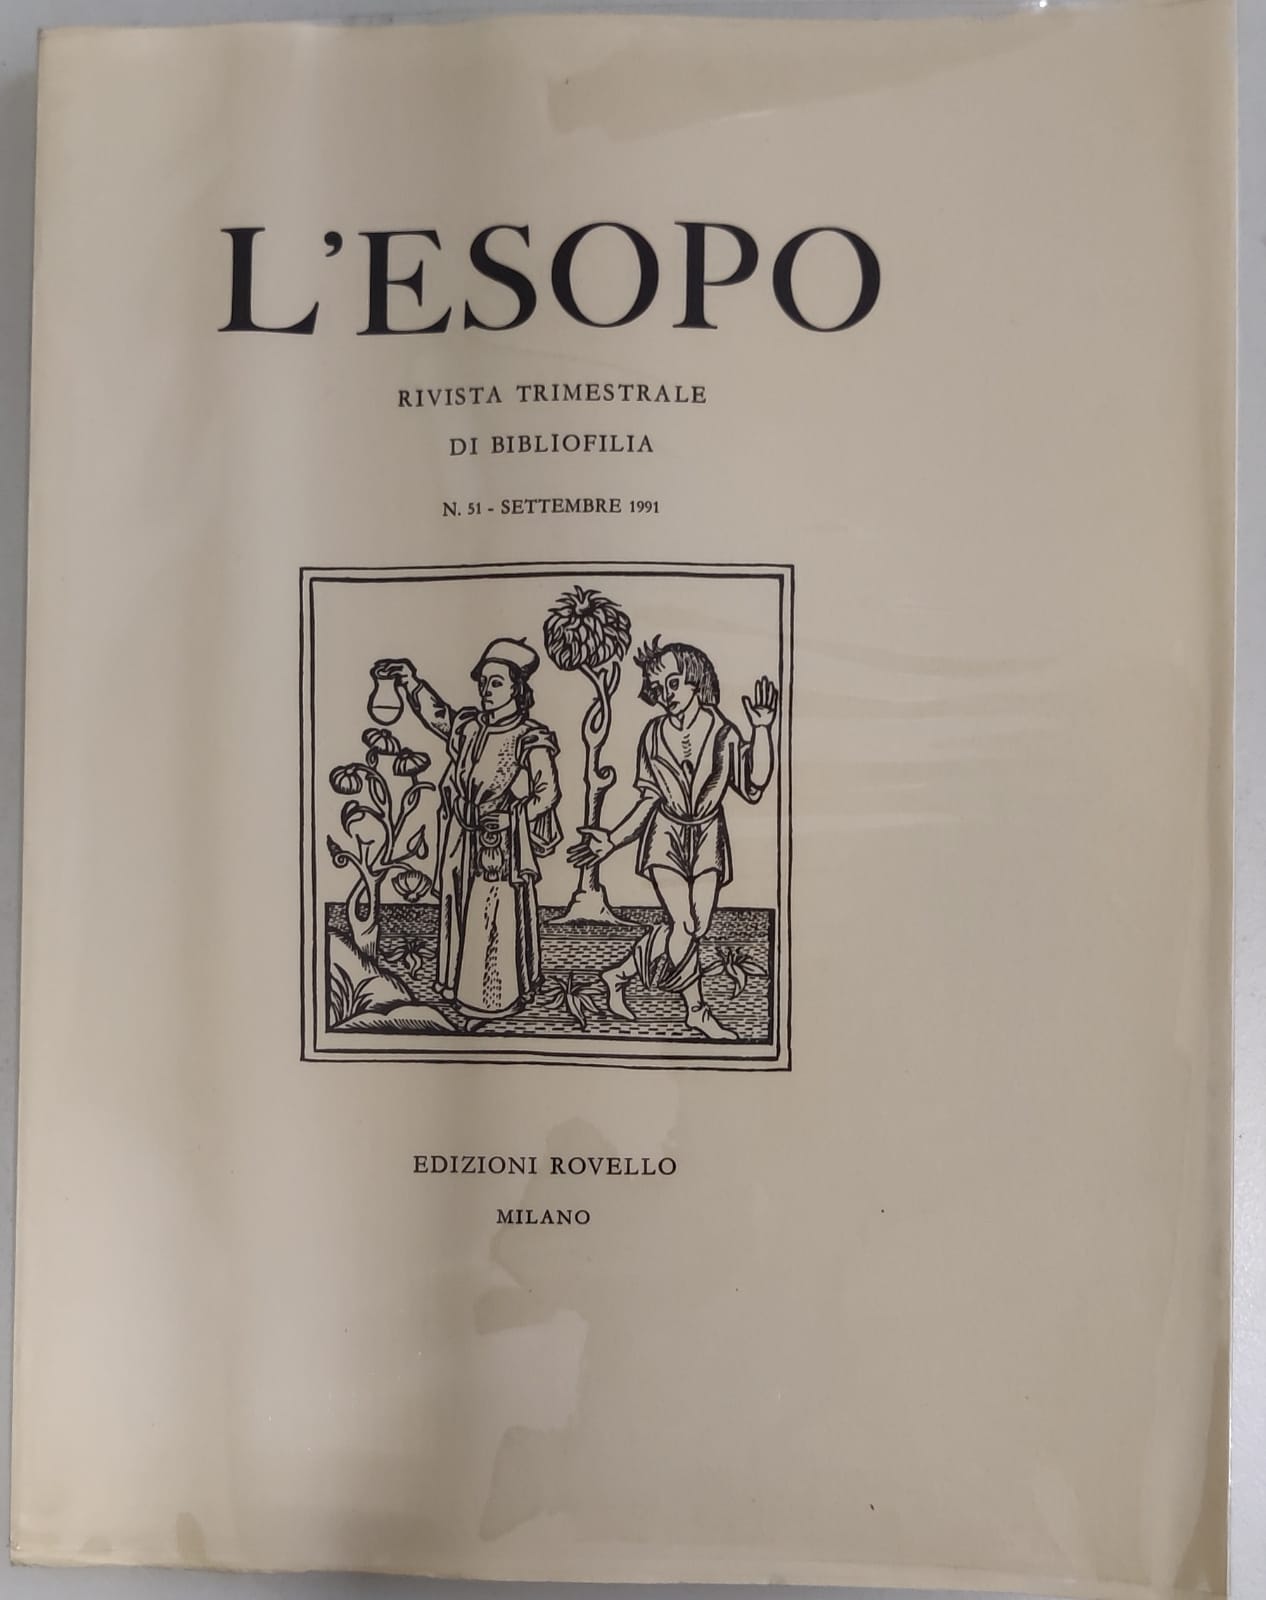 L'ESOPO
RIVISTA TRIMESTRALE
DI BIBLIOFILIA
N. 51 - SETTEMBRE 1991
EDIZIONI ROVELLO
MILANO